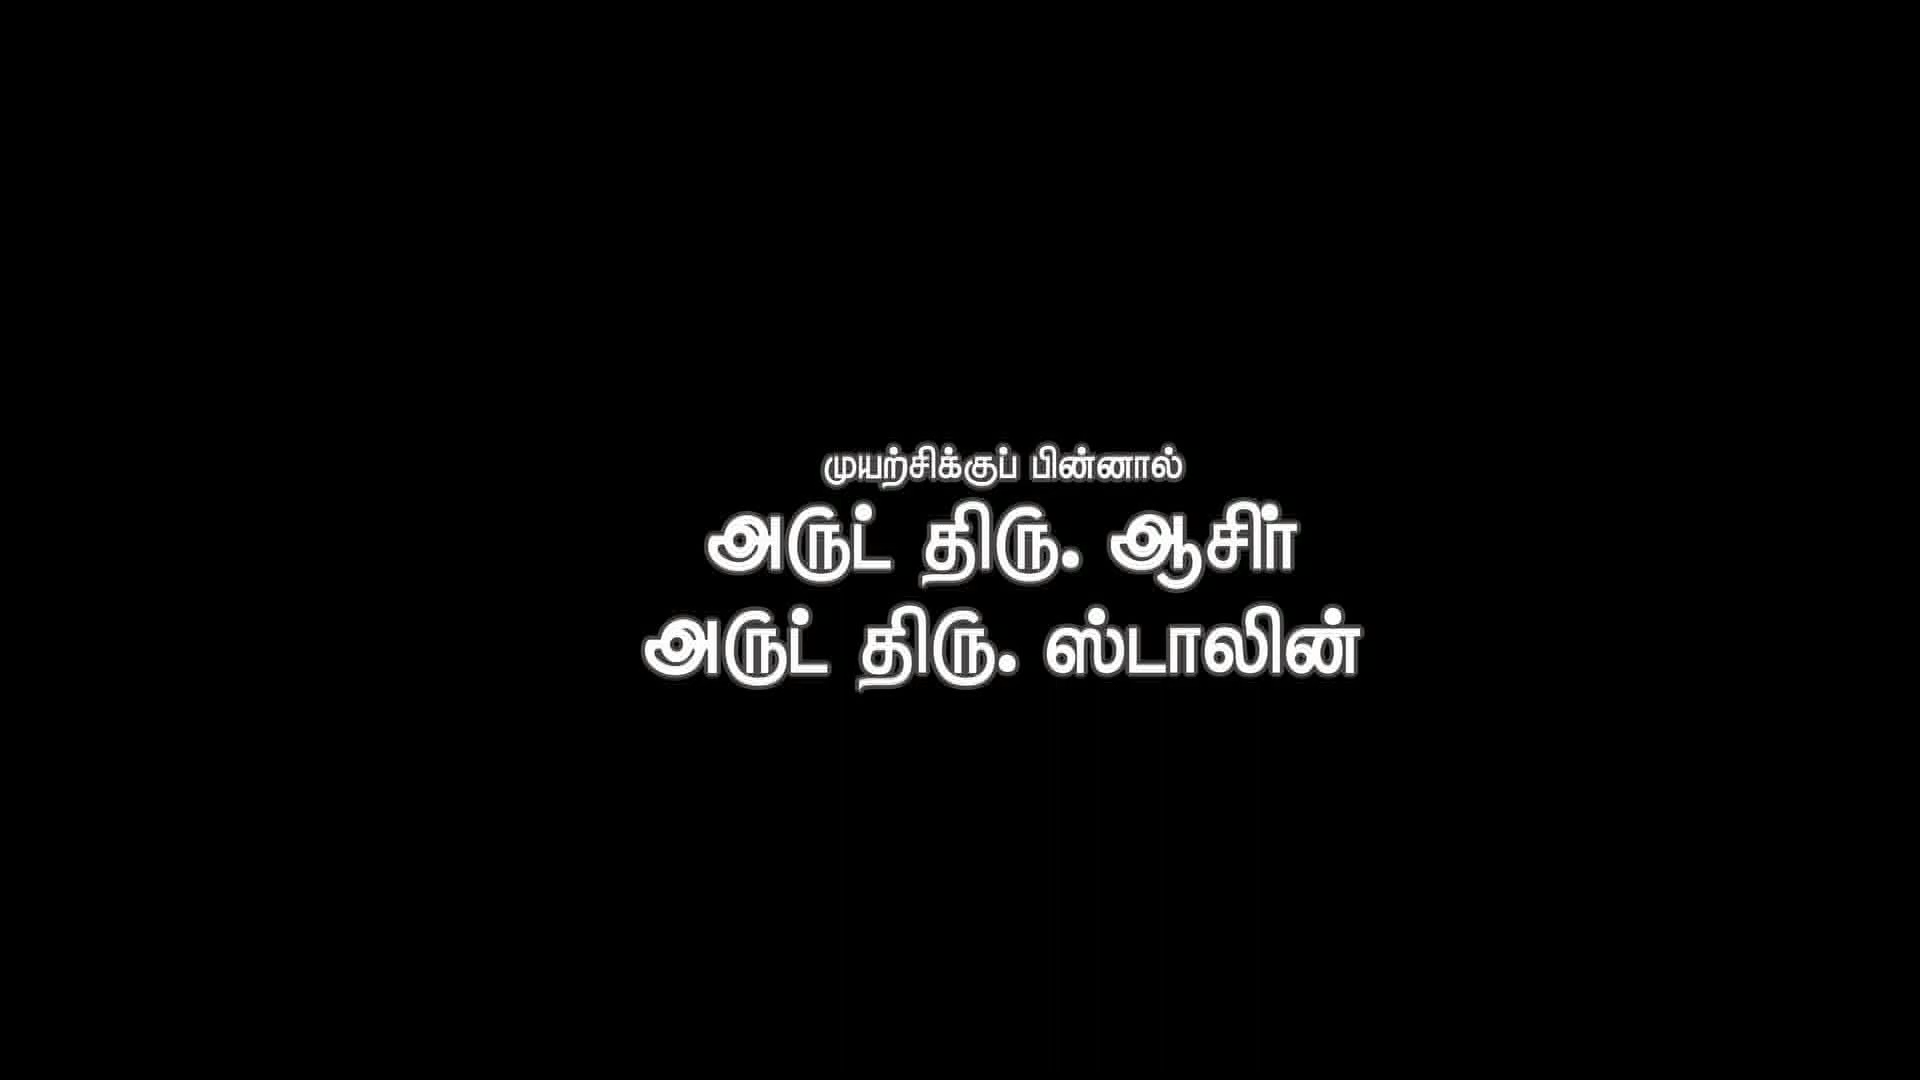 முயற்சிக்குப் பின்னால்
அருட் திரு. ஆசிர்
அருட் திரு. ஸ்டாலின்